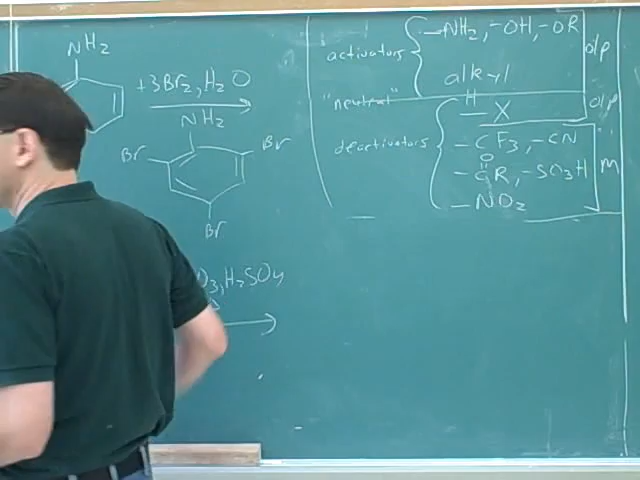 NH2
+3Br2, H2O
NH2
Br
Br
Br
O3, H2SO4
activators
-NH2, -OH, -OR
o/p
alkyl
"neutral"
H
deactivators
-X
o/p
-CF3, -CN
O
-CR, -SO3H
m
-NO2